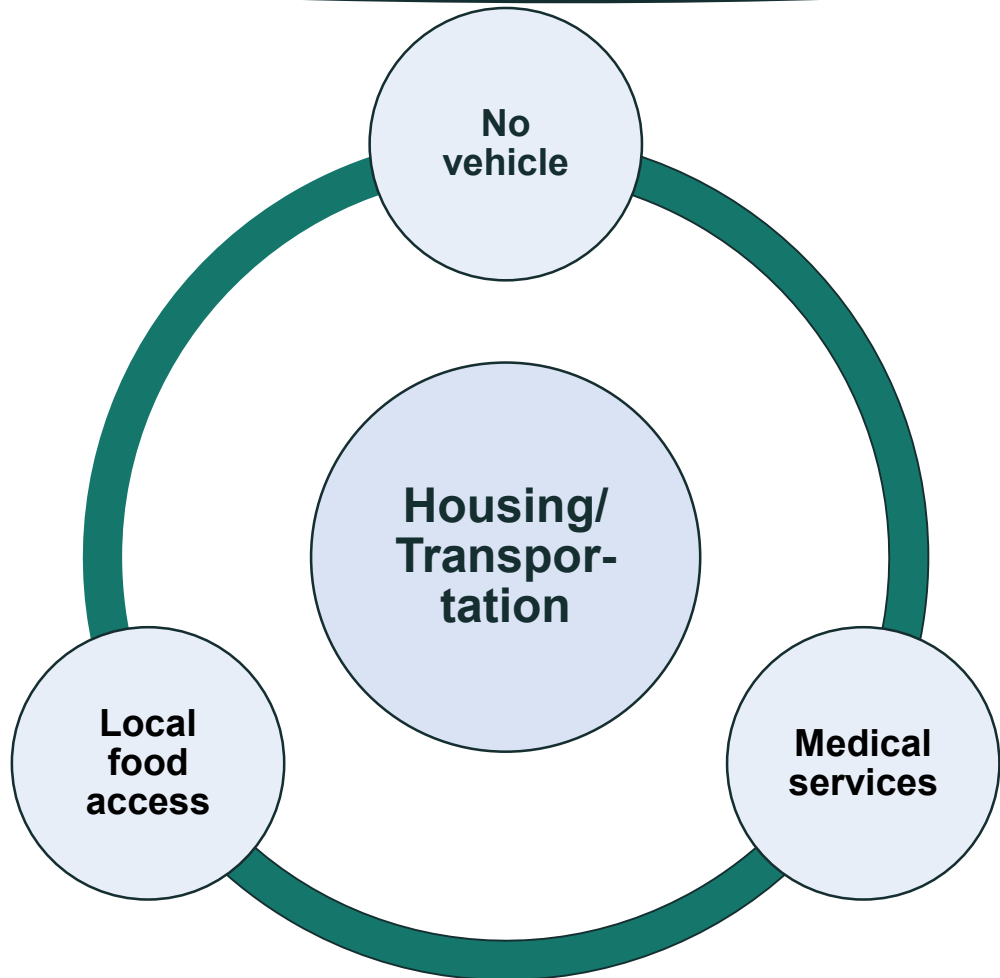 No
vehicle
Housing/
Transpor-
tation
Local
food
access
Medical
services